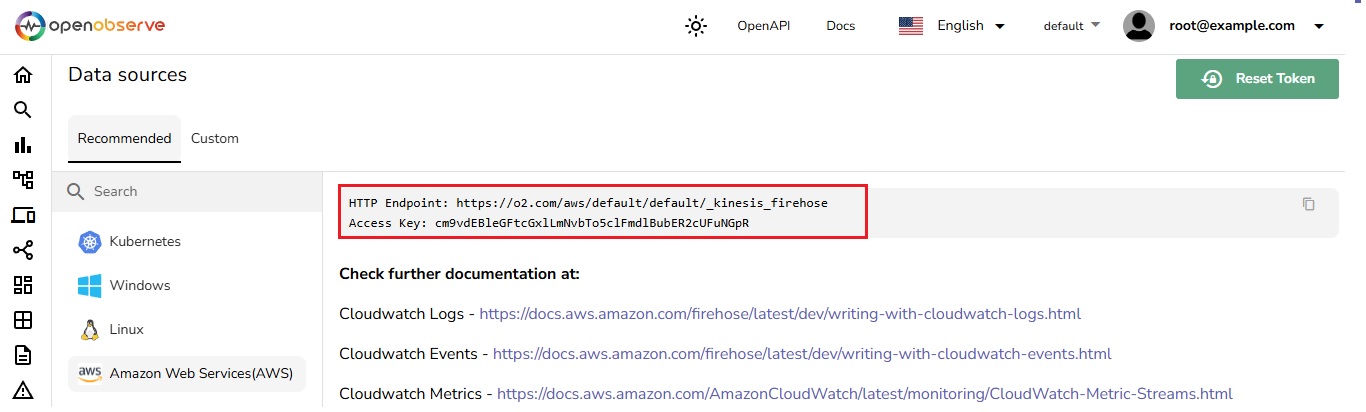 openobserve
OpenAPI
Docs
English
default
root@example.com
Data sources
Reset Token
Recommended
Custom
Search
Kubernetes
Windows
Linux
aws
Amazon Web Services(AWS)
HTTP Endpoint: https://o2.com/aws/default/default/_kinesis_firehose
Access Key: cm9vdEBleGFtcGxlLmNvbTo5clFmdlBubER2cUFuNGpR
Check further documentation at:
Cloudwatch Logs - https://docs.aws.amazon.com/firehose/latest/dev/writing-with-cloudwatch-logs.html
Cloudwatch Events - https://docs.aws.amazon.com/firehose/latest/dev/writing-with-cloudwatch-events.html
Cloudwatch Metrics - https://docs.aws.amazon.com/AmazonCloudWatch/latest/monitoring/CloudWatch-Metric-Streams.html